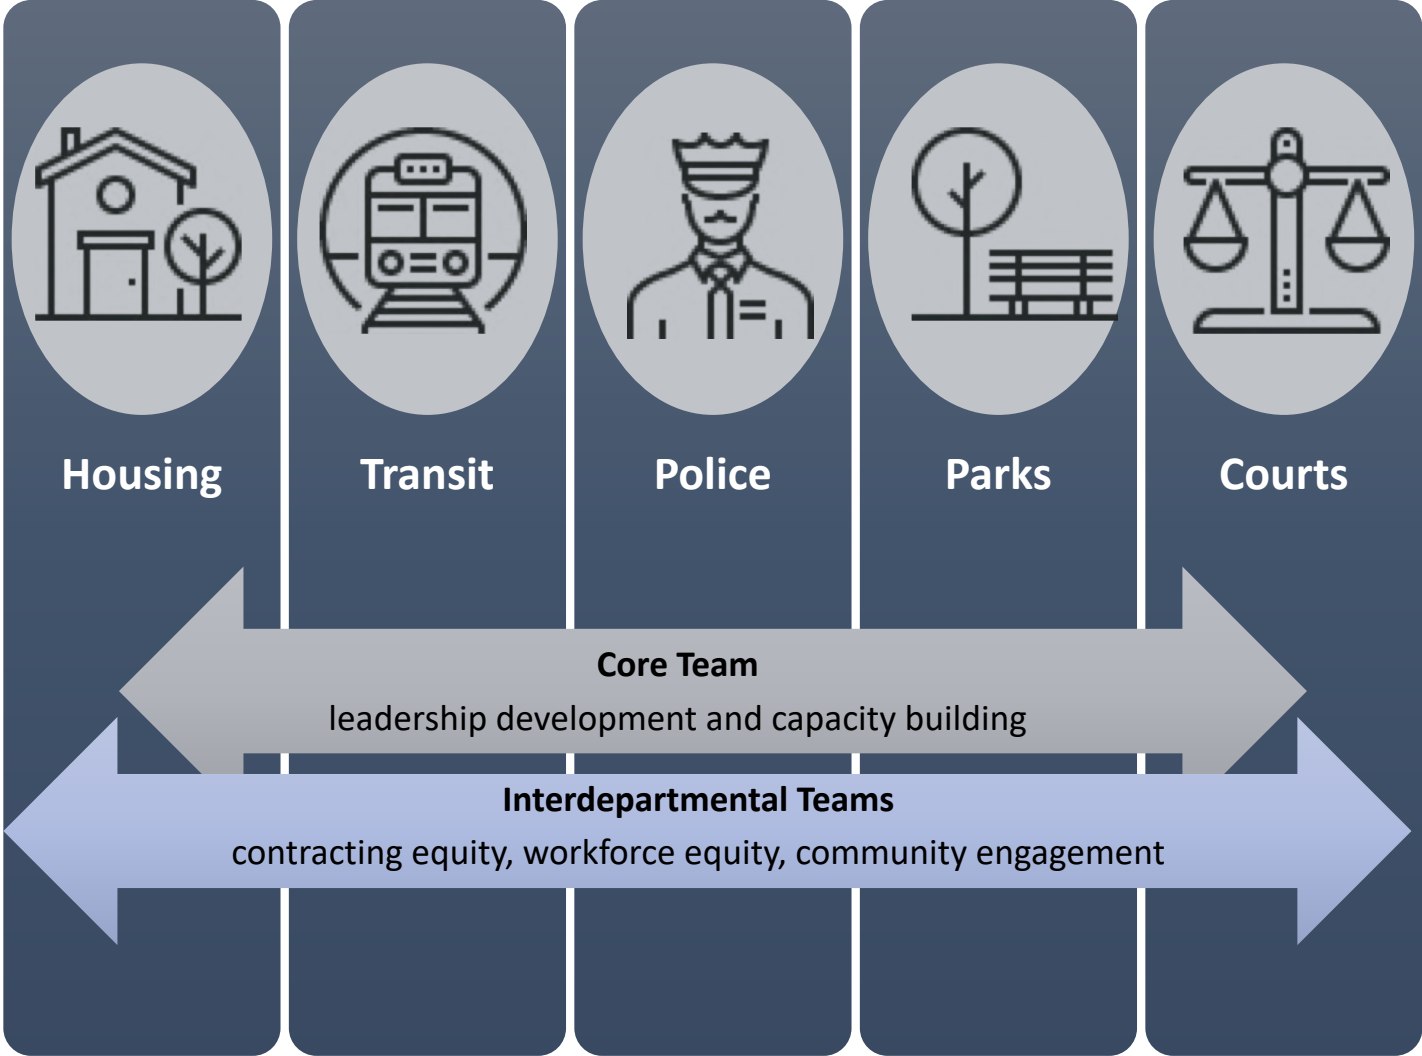 Housing
Transit
Police
Parks
Courts
Core Team
leadership development and capacity building
Interdepartmental Teams
contracting equity, workforce equity, community engagement